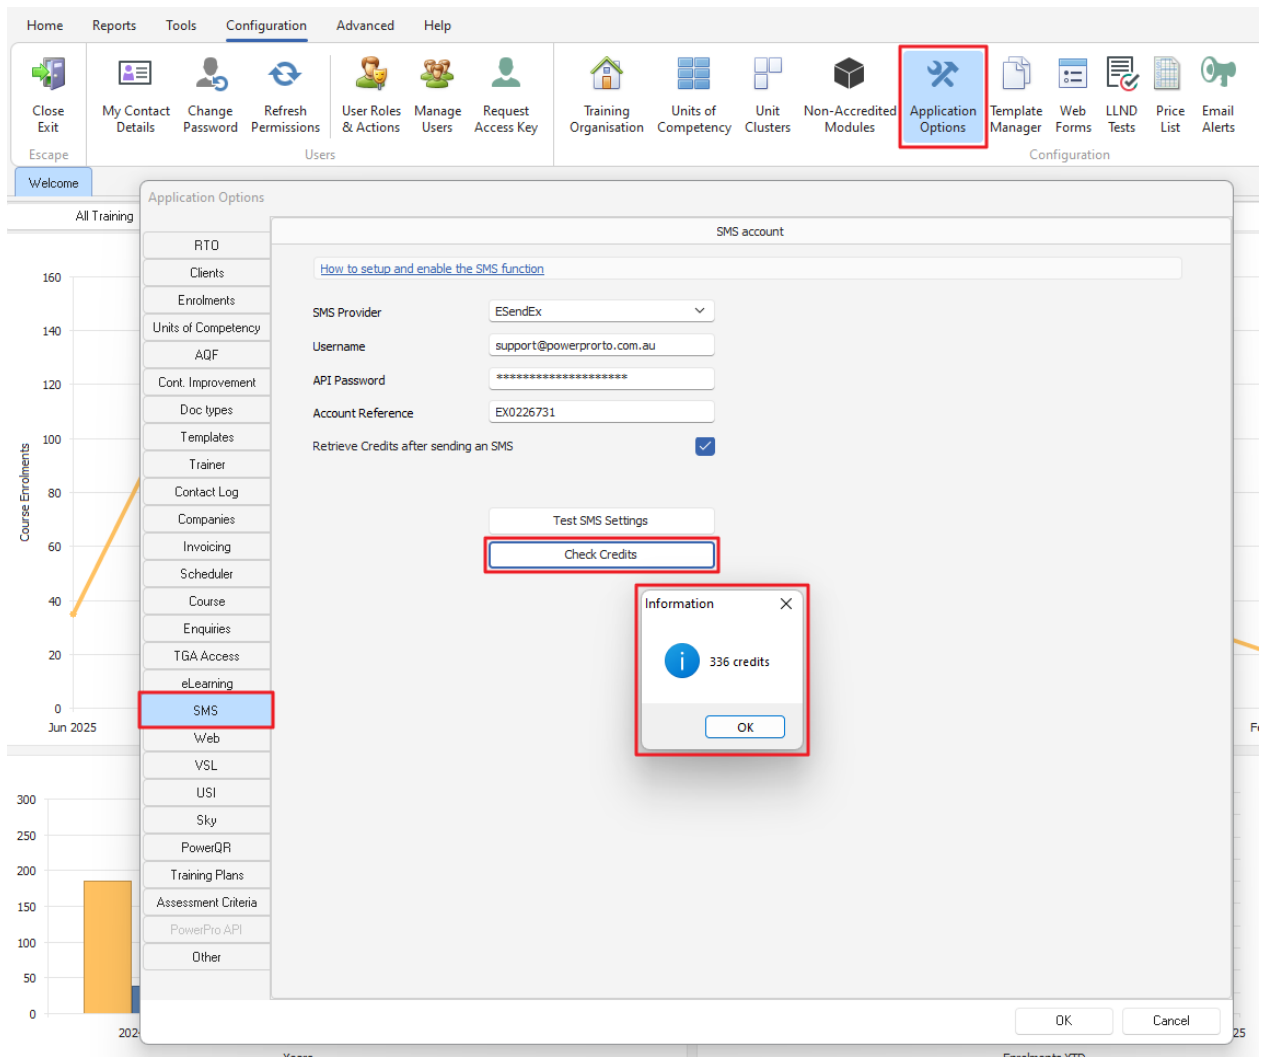 Home Reports Tools Configuration Advanced Help
Close Exit
My Contact Details
Change Password
Refresh Permissions
User Roles & Actions
Manage Users
Request Access Key
Training Organisation
Units of Competency
Unit Clusters
Non-Accredited Modules
Application Options
Template Manager
Web Forms
LLND Tests
Price List
Email Alerts
Escape Users Configuration
Welcome
Application Options
All Training
SMS account
RTO
Clients
Enrolments
Units of Competency
AQF
Cont. Improvement
Doc types
Templates
Trainer
Contact Log
Companies
Invoicing
Scheduler
Course
Enquiries
TGA Access
eLearning
SMS
Web
VSL
USI
Sky
PowerQR
Training Plans
Assessment Criteria
PowerPro API
Other
How to setup and enable the SMS function
SMS Provider ESendEx
Username support@powerprorto.com.au
API Password ********************
Account Reference EX0226731
Retrieve Credits after sending an SMS
Test SMS Settings
Check Credits
Information
336 credits
OK
OK Cancel
160
140
120
100
80
60
40
20
0
Course Enrolments
Jun 2025
300
250
200
150
100
50
0
202
25
Years
Enrolments YTD